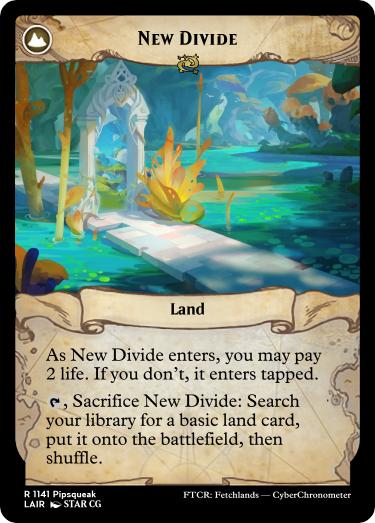 New Divide
Land
As New Divide enters, you may pay
2 life. If you don't, it enters tapped.
, Sacrifice New Divide: Search
your library for a basic land card,
put it onto the battlefield, then
shuffle.
R 1141 Pipsqueak
LAIR STAR CG
FTCR: Fetchlands — CyberChronometer